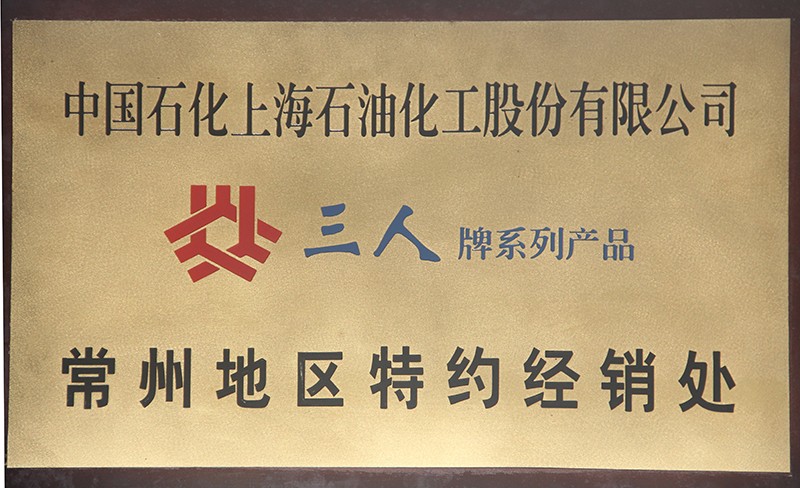 中国石化上海石油化工股份有限公司
三人牌系列产品
常州地区特约经销处